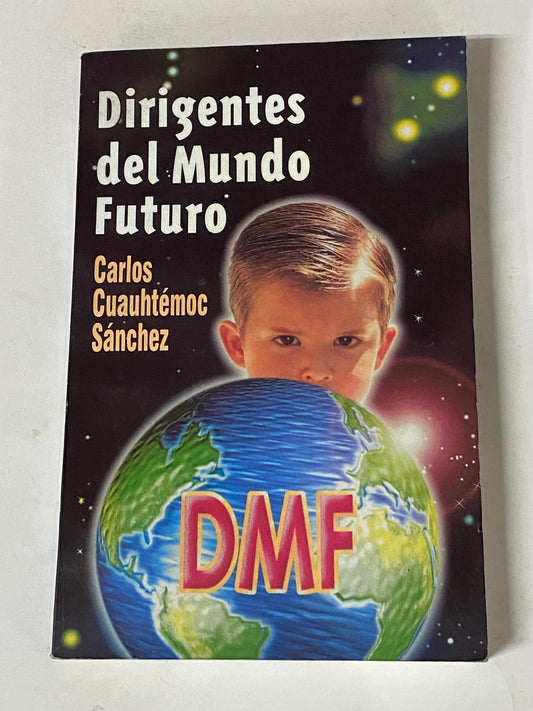 Dirigentes
del Mundo
Futuro
Carlos
Cuauhtémoc
Sánchez
DMF